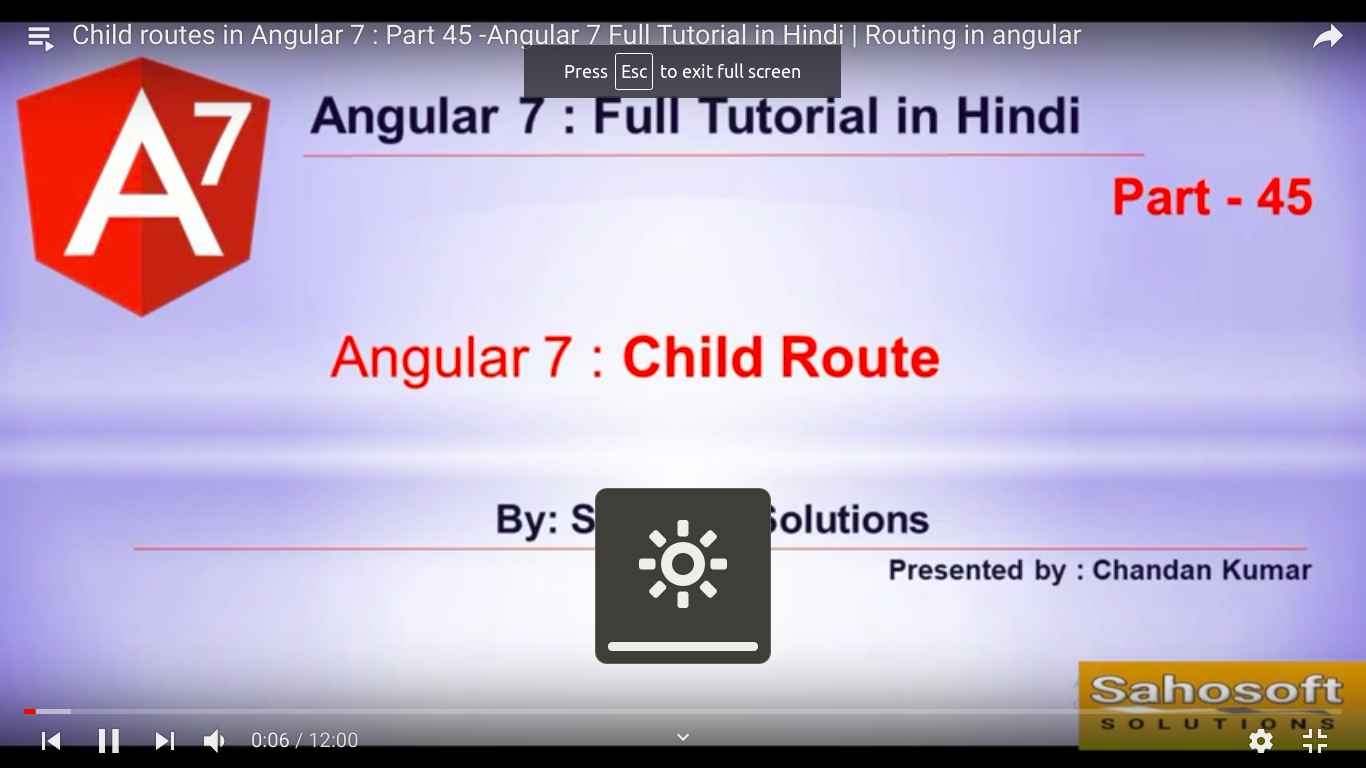 Child routes in Angular 7 : Part 45 -Angular 7 Full Tutorial in Hindi | Routing in angular
Press Esc to exit full screen
A7
Angular 7 : Full Tutorial in Hindi
Part - 45
Angular 7 : Child Route
By: S Solutions
Presented by : Chandan Kumar
Sahosoft
SOLUTIONS
0:06 / 12:00